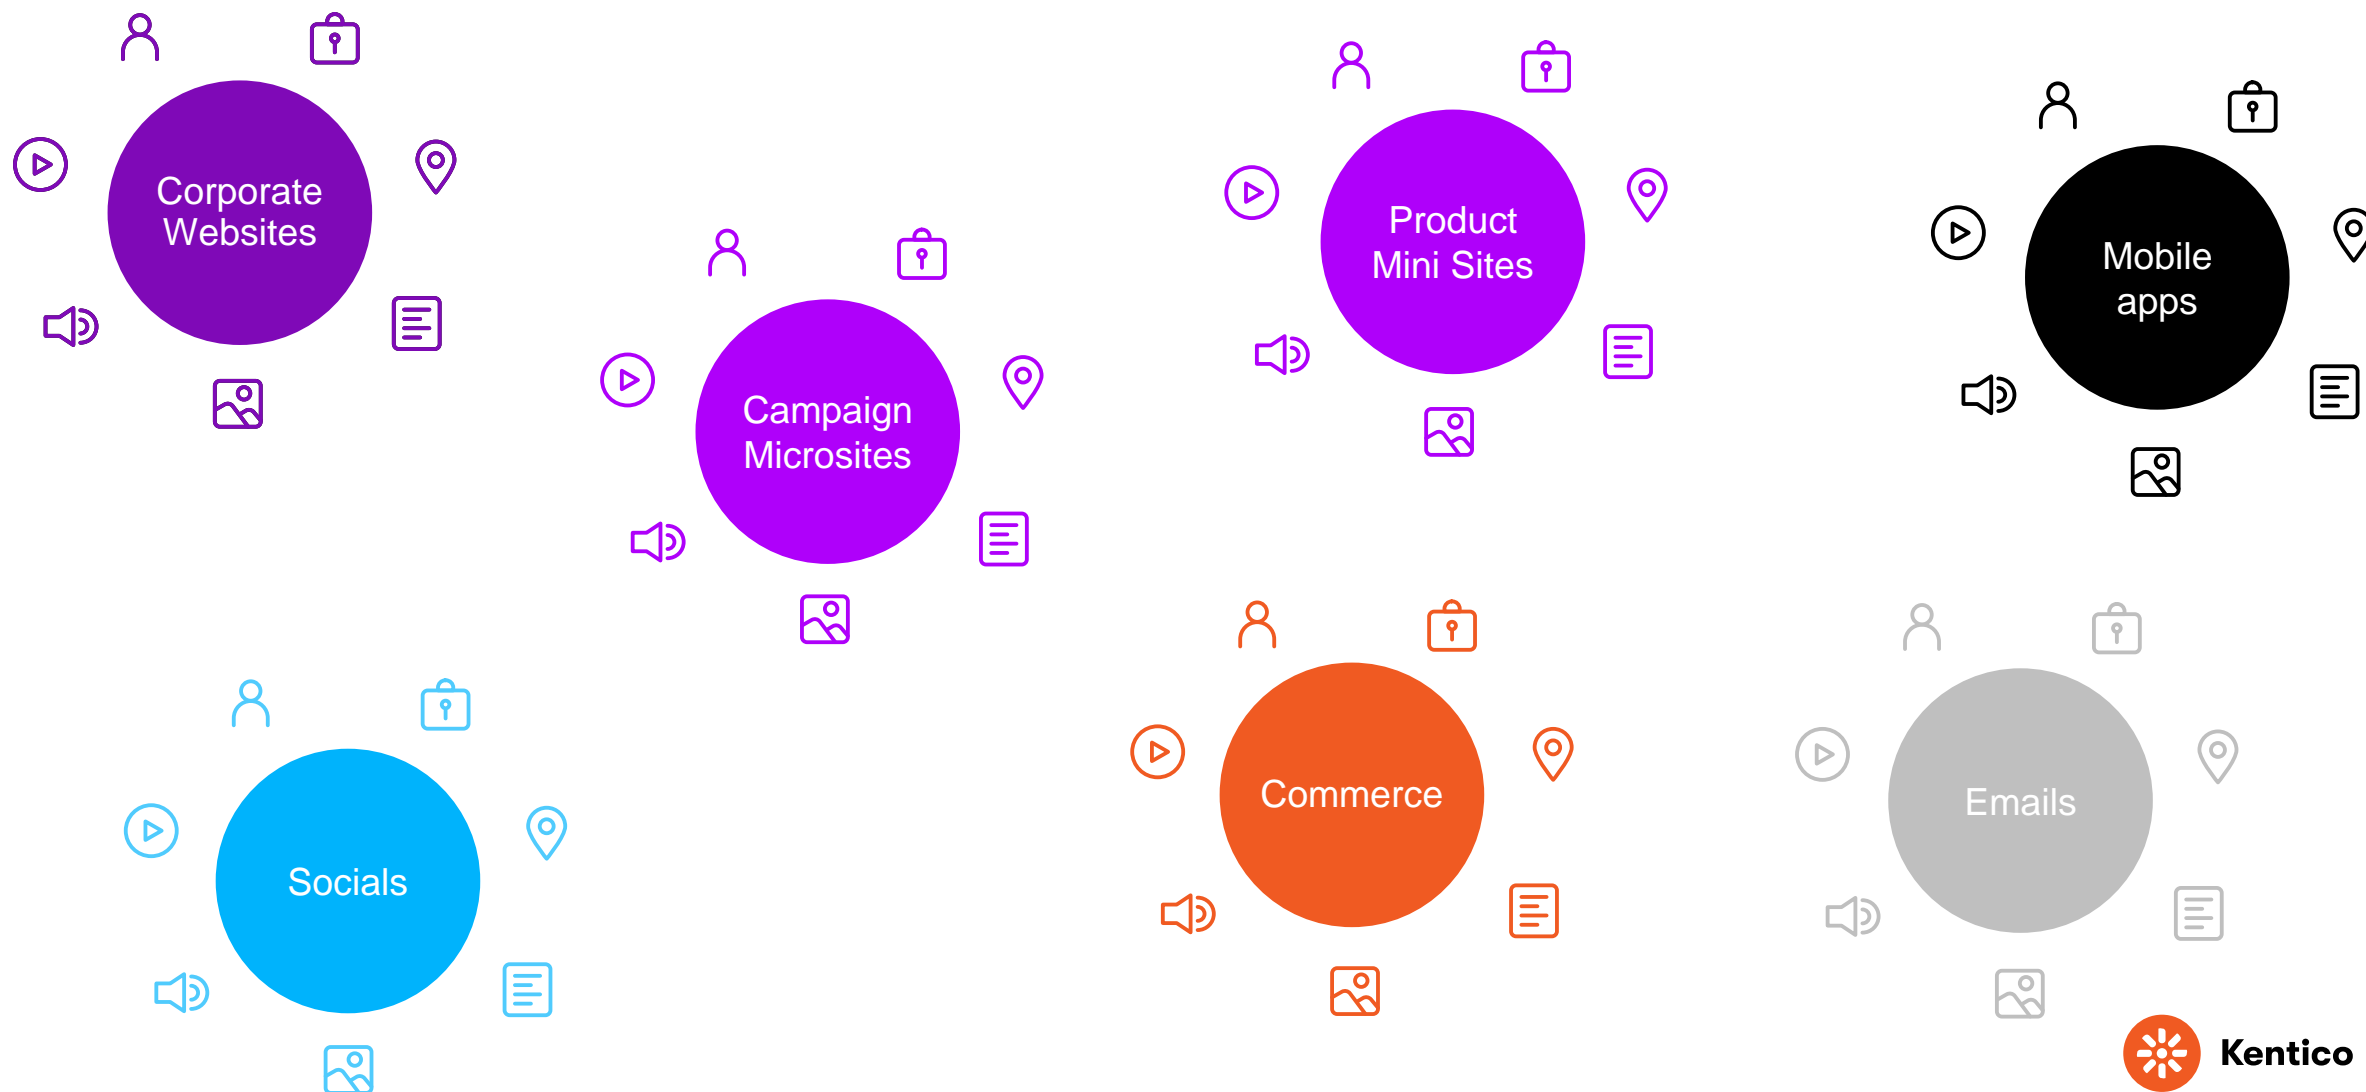 Corporate
Websites
Campaign
Microsites
Product
Mini Sites
Mobile
apps
Socials
Commerce
Emails
Kentico